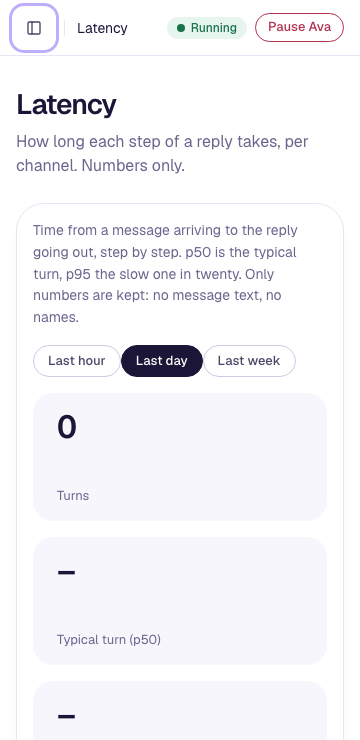 Latency
Running
Pause Ava
Latency
How long each step of a reply takes, per
channel. Numbers only.
Time from a message arriving to the reply
going out, step by step. p50 is the typical
turn, p95 the slow one in twenty. Only
numbers are kept: no message text, no
names.
Last hour
Last day
Last week
0
Turns
–
Typical turn (p50)
–